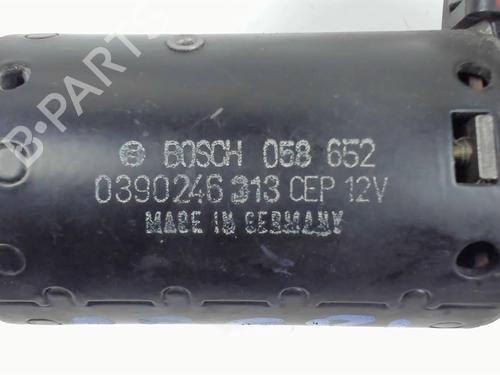 B-PARTS
BOSCH 058 652
0390246 313 CEP 12V
MADE IN GERMANY